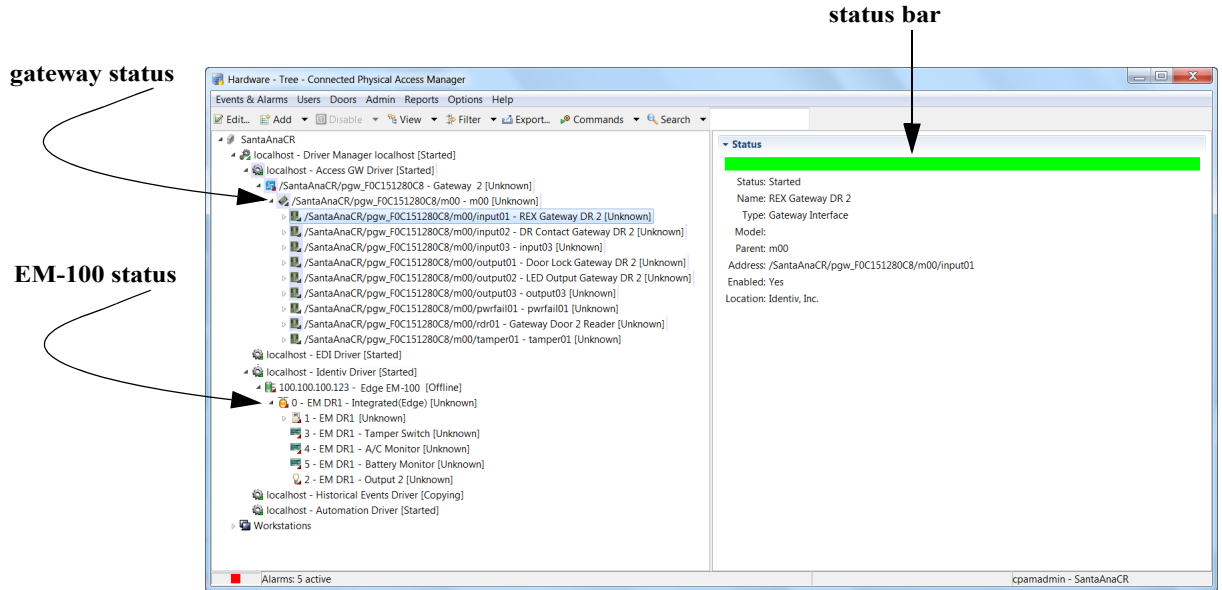 status bar
gateway status
EM-100 status
Hardware - Tree - Connected Physical Access Manager
Events & Alarms Users Doors Admin Reports Options Help
Edit... Add Disable View Filter Export... Commands Search
SantaAnaCR
localhost - Driver Manager localhost [Started]
localhost - Access GW Driver [Started]
/SantaAnaCR/pgw_F0C151280C8 - Gateway 2 [Unknown]
/SantaAnaCR/pgw_F0C151280C8/m00 - m00 [Unknown]
/SantaAnaCR/pgw_F0C151280C8/m00/input01 - REX Gateway DR 2 [Unknown]
/SantaAnaCR/pgw_F0C151280C8/m00/input02 - DR Contact Gateway DR 2 [Unknown]
/SantaAnaCR/pgw_F0C151280C8/m00/input03 - input03 [Unknown]
/SantaAnaCR/pgw_F0C151280C8/m00/output01 - Door Lock Gateway DR 2 [Unknown]
/SantaAnaCR/pgw_F0C151280C8/m00/output02 - LED Output Gateway DR 2 [Unknown]
/SantaAnaCR/pgw_F0C151280C8/m00/output03 - output03 [Unknown]
/SantaAnaCR/pgw_F0C151280C8/m00/pwrfail01 - pwrfail01 [Unknown]
/SantaAnaCR/pgw_F0C151280C8/m00/rdr01 - Gateway Door 2 Reader [Unknown]
/SantaAnaCR/pgw_F0C151280C8/m00/tamper01 - tamper01 [Unknown]
localhost - EDI Driver [Started]
localhost - Identiv Driver [Started]
100.100.100.123 - Edge EM-100 [Offline]
0 - EM DR1 - Integrated(Edge) [Unknown]
1 - EM DR1 [Unknown]
3 - EM DR1 - Tamper Switch [Unknown]
4 - EM DR1 - A/C Monitor [Unknown]
5 - EM DR1 - Battery Monitor [Unknown]
2 - EM DR1 - Output 2 [Unknown]
localhost - Historical Events Driver [Copying]
localhost - Automation Driver [Started]
Workstations
Status
Status: Started
Name: REX Gateway DR 2
Type: Gateway Interface
Model:
Parent: m00
Address: /SantaAnaCR/pgw_F0C151280C8/m00/input01
Enabled: Yes
Location: Identiv, Inc.
Alarms: 5 active
cpamadmin - SantaAnaCR